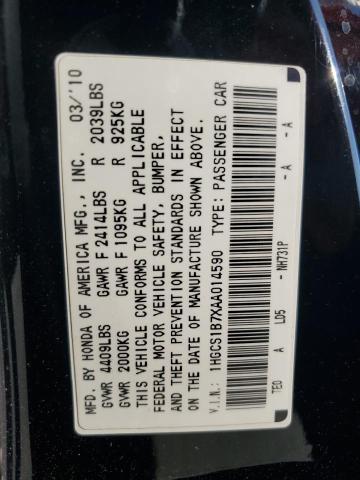 MFD. BY HONDA OF AMERICA MFG., INC. 03/'10
GVWR 4409LBS GAWR F 2414LBS R 2039LBS
GVWR 2000KG GAWR F 1095KG R 925KG
THIS VEHICLE CONFORMS TO ALL APPLICABLE
FEDERAL MOTOR VEHICLE SAFETY, BUMPER,
AND THEFT PREVENTION STANDARDS IN EFFECT
ON THE DATE OF MANUFACTURE SHOWN ABOVE.
V.I.N.: 1HGCS1B7XAA014590 TYPE: PASSENGER CAR
TE0 A L05 - NH731P - A - A